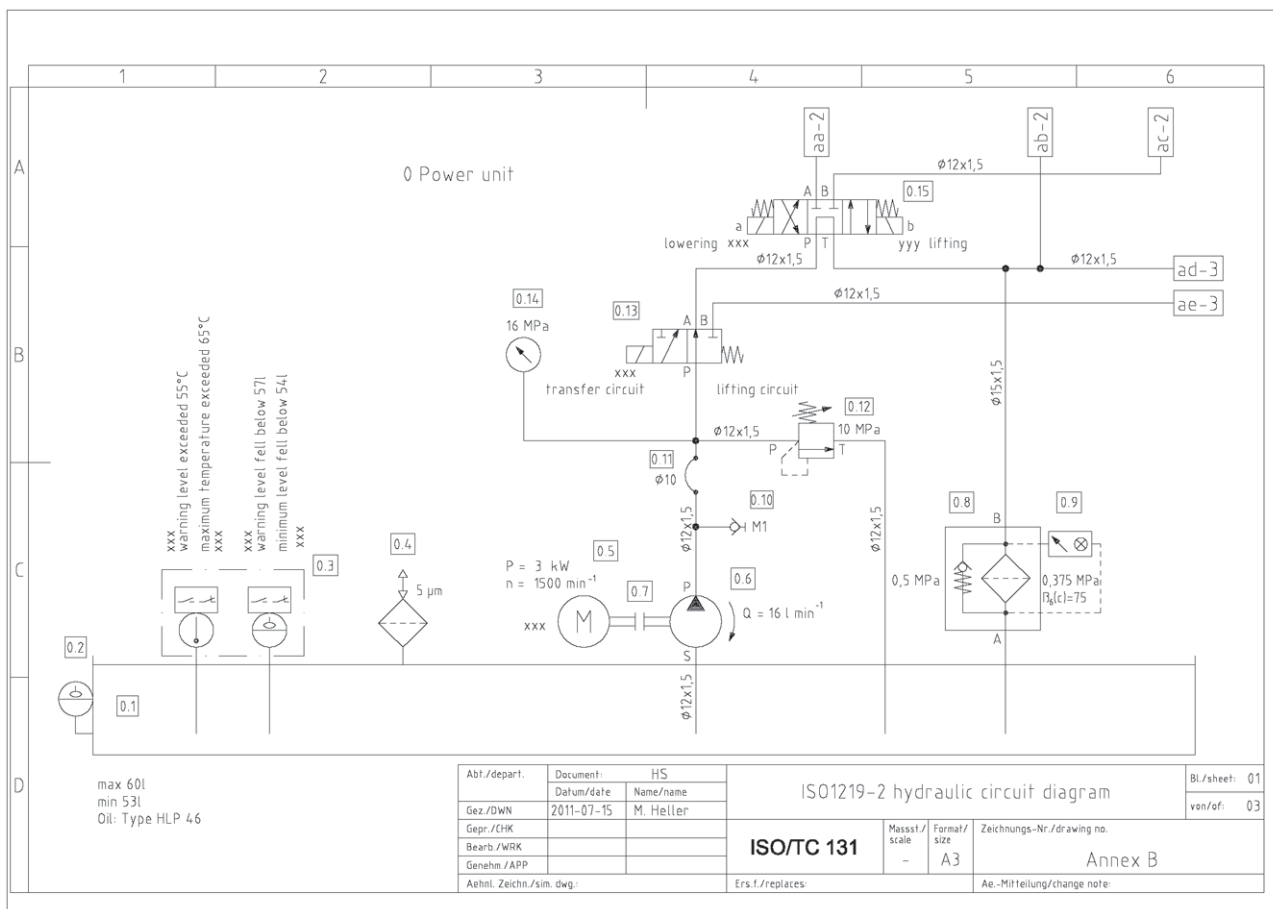 1 2 3 4 5 6
A
B
C
D
0 Power unit
aa-2
ab-2
ac-2
Ø12x1,5
0.15
A B
a
b
P T
lowering xxx
yyy lifting
Ø12x1,5
Ø12x1,5
ad-3
ae-3
Ø12x1,5
0.14
16 MPa
0.13
A B
P
xxx
transfer circuit
lifting circuit
Ø15x1,5
0.12
10 MPa
Ø12x1,5
P
T
0.11
Ø10
0.10
M1
Ø12x1,5
Ø12x1,5
xxx
warning level exceeded 55°C
maximum temperature exceeded 65°C
xxx
xxx
warning level fell below 57l
minimum level fell below 54l
xxx
0.3
0.4
5 µm
0.5
P = 3 kW
n = 1500 min⁻¹
0.7
xxx
M
0.6
P
S
Q = 16 l min⁻¹
Ø12x1,5
0.8
0.9
B
0,5 MPa
0,375 MPa
β₆(c)=75
A
0.2
0.1
max 60l
min 53l
Oil: Type HLP 46
Abt./depart.
Document: HS
Datum/date Name/name
Gez./DWN 2011-07-15 M. Heller
Gepr./CHK
Bearb./WRK
Genehm./APP
Aehnl. Zeichn./sim. dwg.:
ISO1219-2 hydraulic circuit diagram
Bl./sheet: 01
von/of: 03
ISO/TC 131
Massst./
scale
-
Format/
size
A3
Zeichnungs-Nr./drawing no.
Annex B
Ers.f./replaces:
Ae.-Mitteilung/change note: